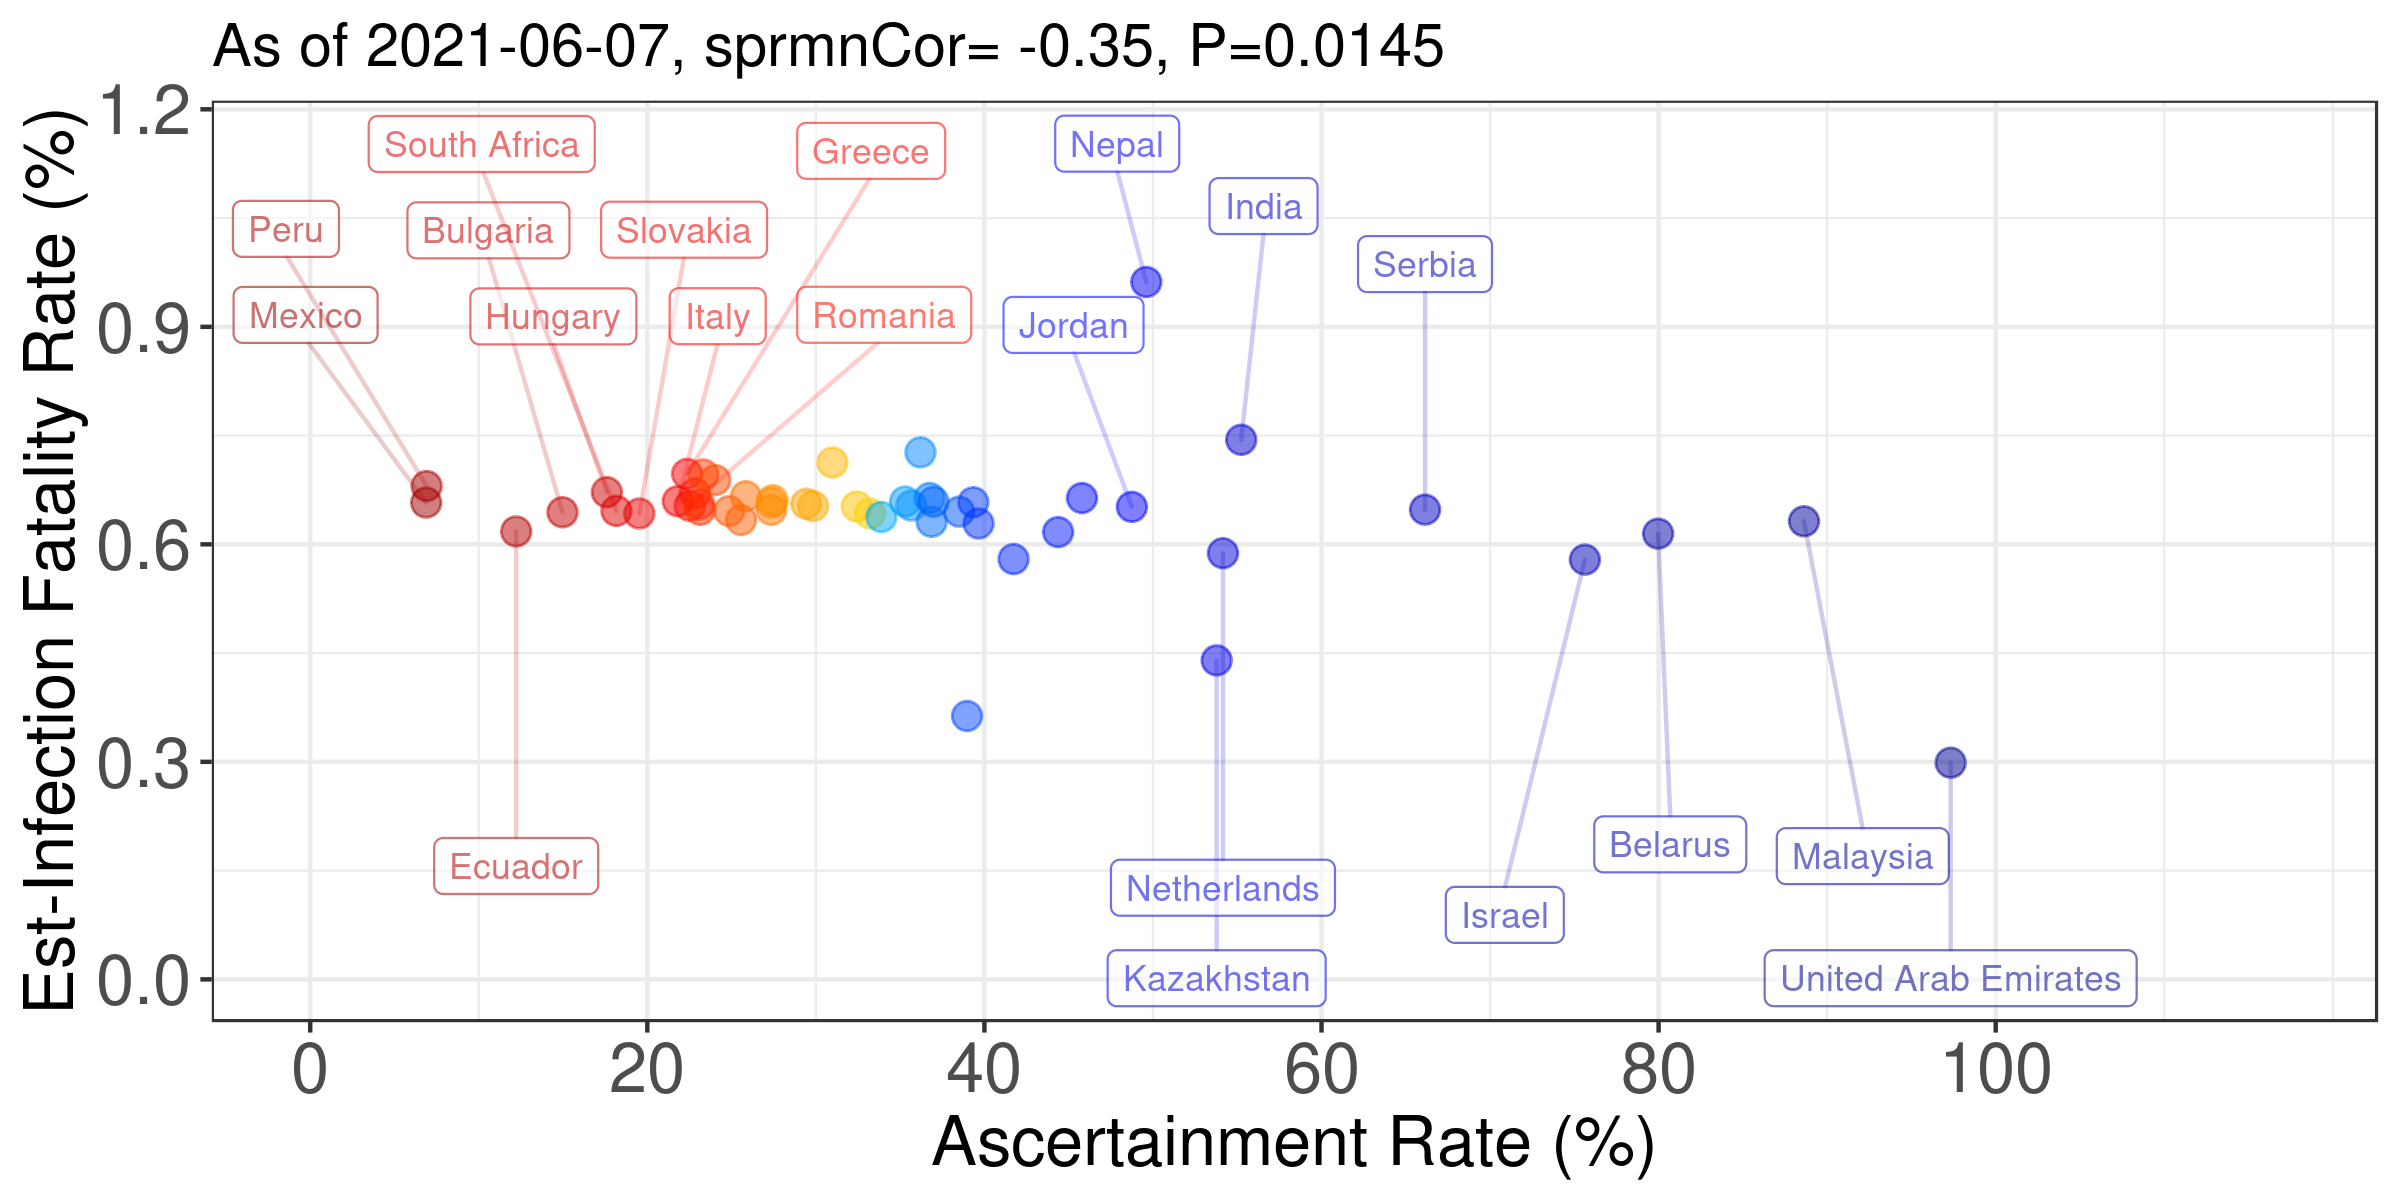 As of 2021-06-07, sprmnCor= -0.35, P=0.0145
Est-Infection Fatality Rate (%)
1.2
0.9
0.6
0.3
0.0
South Africa
Greece
Nepal
India
Peru
Bulgaria
Slovakia
Serbia
Mexico
Hungary
Italy
Romania
Jordan
Ecuador
Netherlands
Israel
Belarus
Malaysia
Kazakhstan
United Arab Emirates
0
20
40
60
80
100
Ascertainment Rate (%)